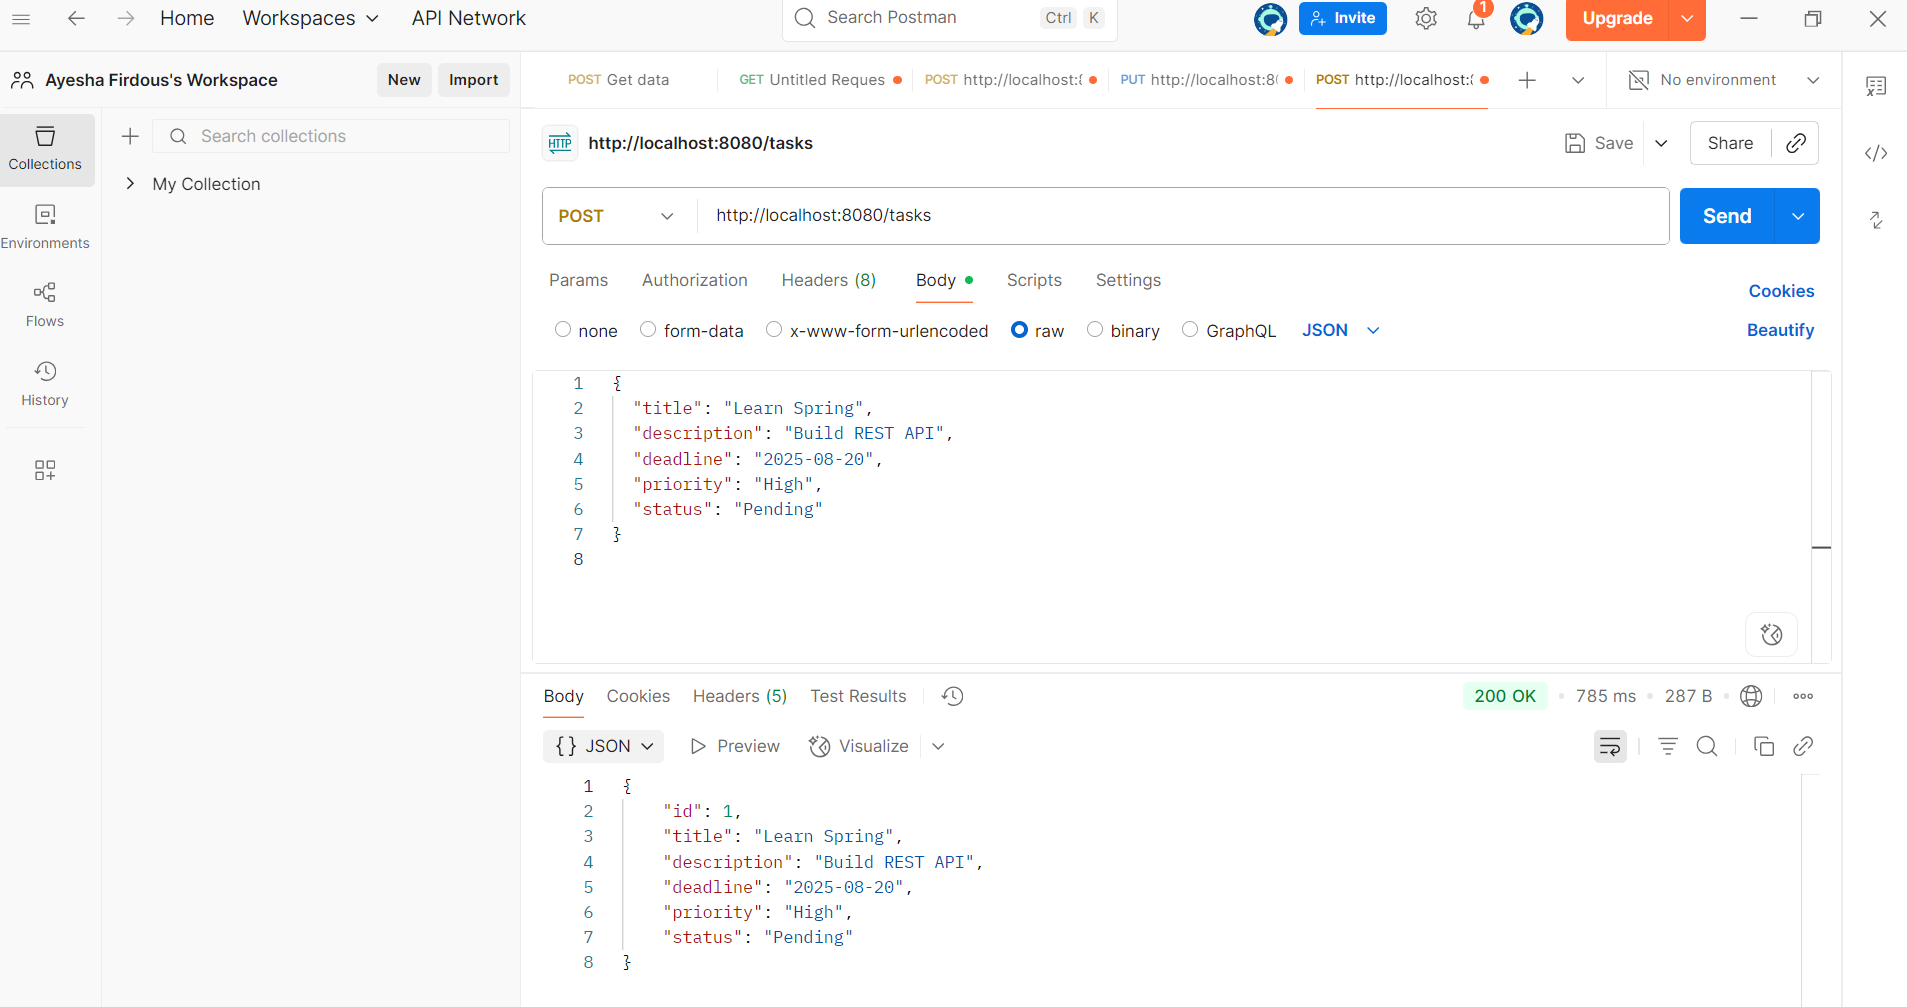 Home Workspaces API Network Search Postman Ctrl K Invite 1 Upgrade
Ayesha Firdous's Workspace New Import
POST Get data GET Untitled Reques POST http://localhost: PUT http://localhost:8 POST http://localhost: No environment
Collections
Environments
Flows
History
Search collections
My Collection
HTTP http://localhost:8080/tasks Save Share
POST http://localhost:8080/tasks Send
Params Authorization Headers (8) Body Scripts Settings Cookies
none form-data x-www-form-urlencoded raw binary GraphQL JSON Beautify
1 {
2 "title": "Learn Spring",
3 "description": "Build REST API",
4 "deadline": "2025-08-20",
5 "priority": "High",
6 "status": "Pending"
7 }
8
Body Cookies Headers (5) Test Results 200 OK 785 ms 287 B
{} JSON Preview Visualize
1 {
2 "id": 1,
3 "title": "Learn Spring",
4 "description": "Build REST API",
5 "deadline": "2025-08-20",
6 "priority": "High",
7 "status": "Pending"
8 }